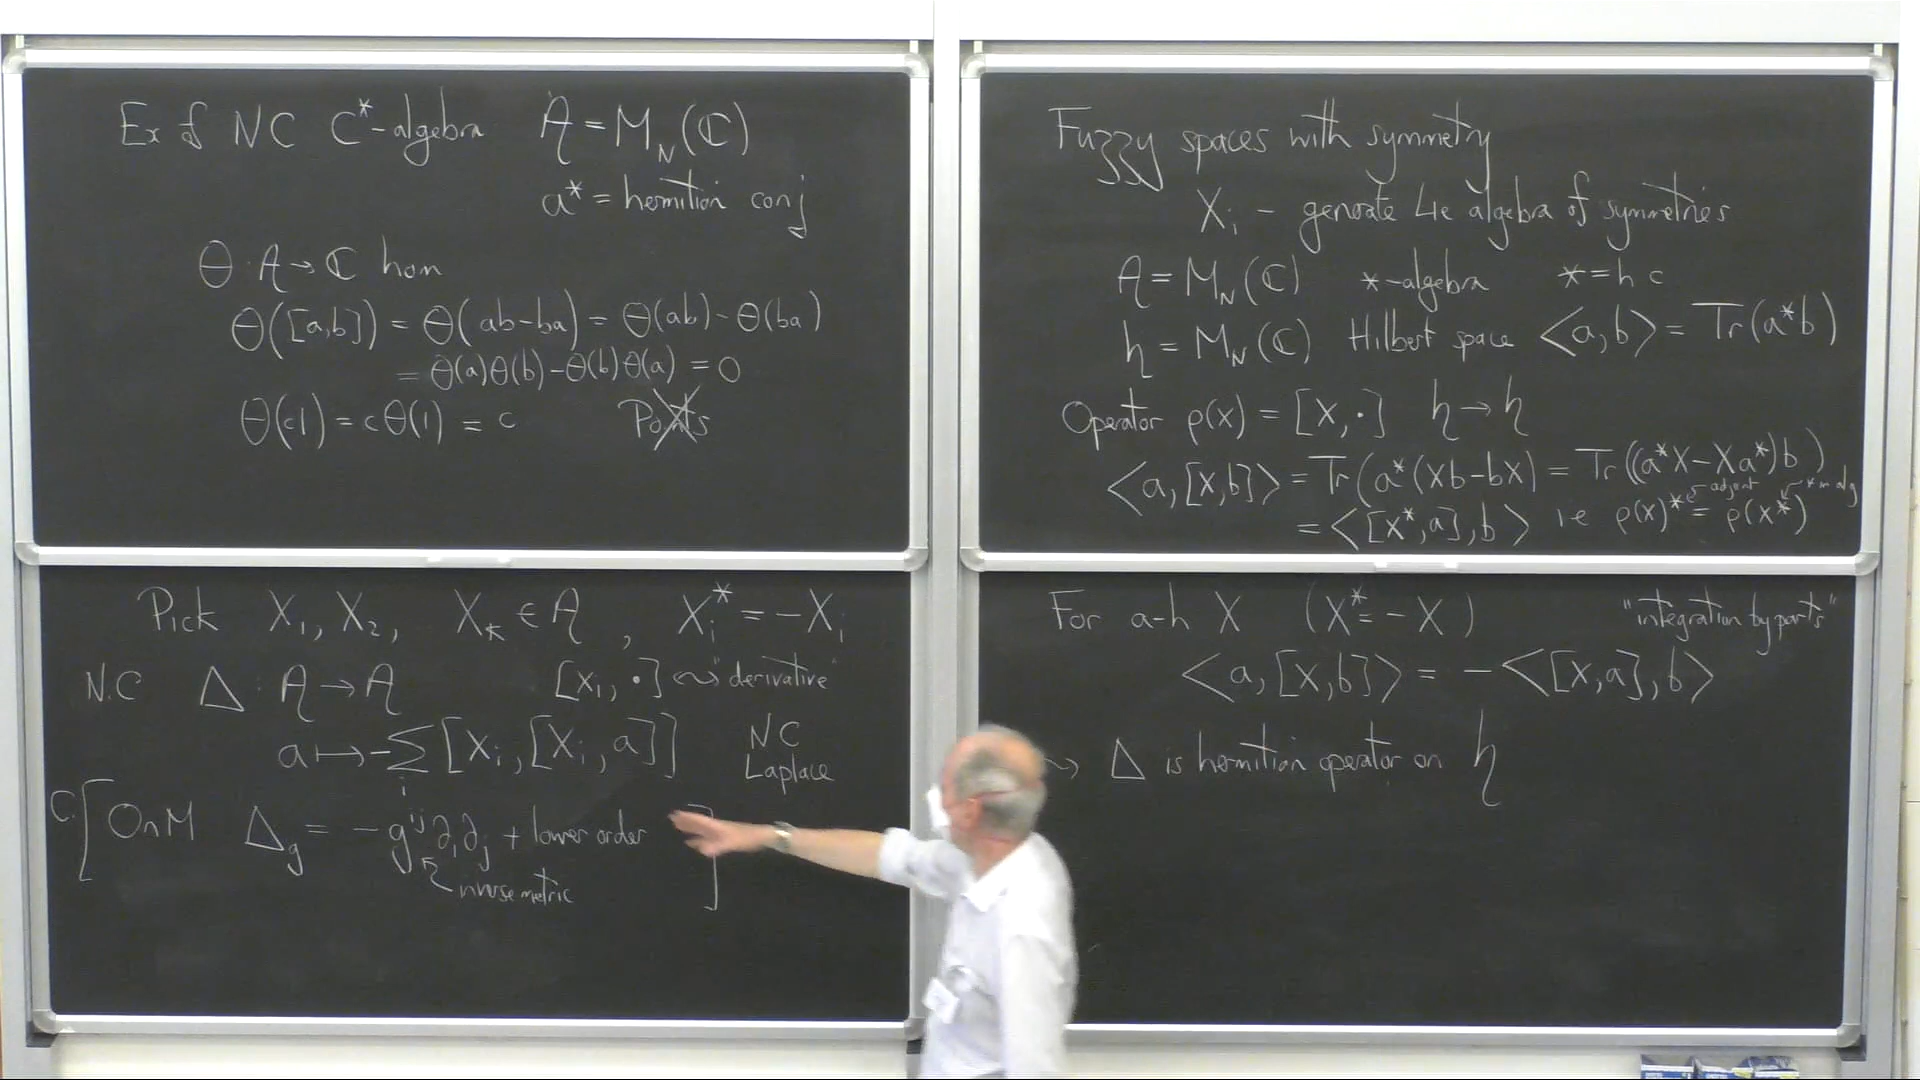 Ex of NC C*-algebra A = M_N(ℂ)
a* = hermitian conj
θ: A → ℂ hom
θ([a,b]) = θ(ab-ba) = θ(ab) - θ(ba)
= θ(a)θ(b) - θ(b)θ(a) = 0
θ(c1) = cθ(1) = c Points
Pick X_1, X_2, X_k ∈ A, X_i^* = -X_i
N.C Δ: A → A [X_i, •] ↭ "derivative"
a ↦ -∑_i [X_i, [X_i, a]] NC
Laplace
C. [On M Δ_g = -g^{ij} ∂_i ∂_j + lower order ]
inverse metric
Fuzzy spaces with symmetry
X_i - generate Lie algebra of symmetries
A = M_N(ℂ) *-algebra * = h c
h = M_N(ℂ) Hilbert space <a,b> = Tr(a*b)
Operator ρ(x) = [X, •] h → h
<a, [X,b]> = Tr(a*(Xb-bX) = Tr((a*X-Xa*)b)
adjoint * in alg
= <[X*,a], b> ie ρ(x)* = ρ(X*)
For a-h X (X* = -X) "integration by parts"
<a, [X,b]> = -<[X,a], b>
⇝ Δ is hermitian operator on h